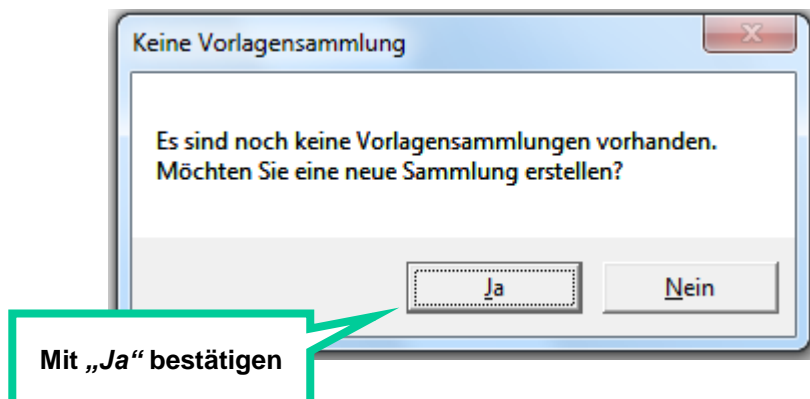 Keine Vorlagensammlung
Es sind noch keine Vorlagensammlungen vorhanden.
Möchten Sie eine neue Sammlung erstellen?
Ja
Nein
Mit „Ja“ bestätigen